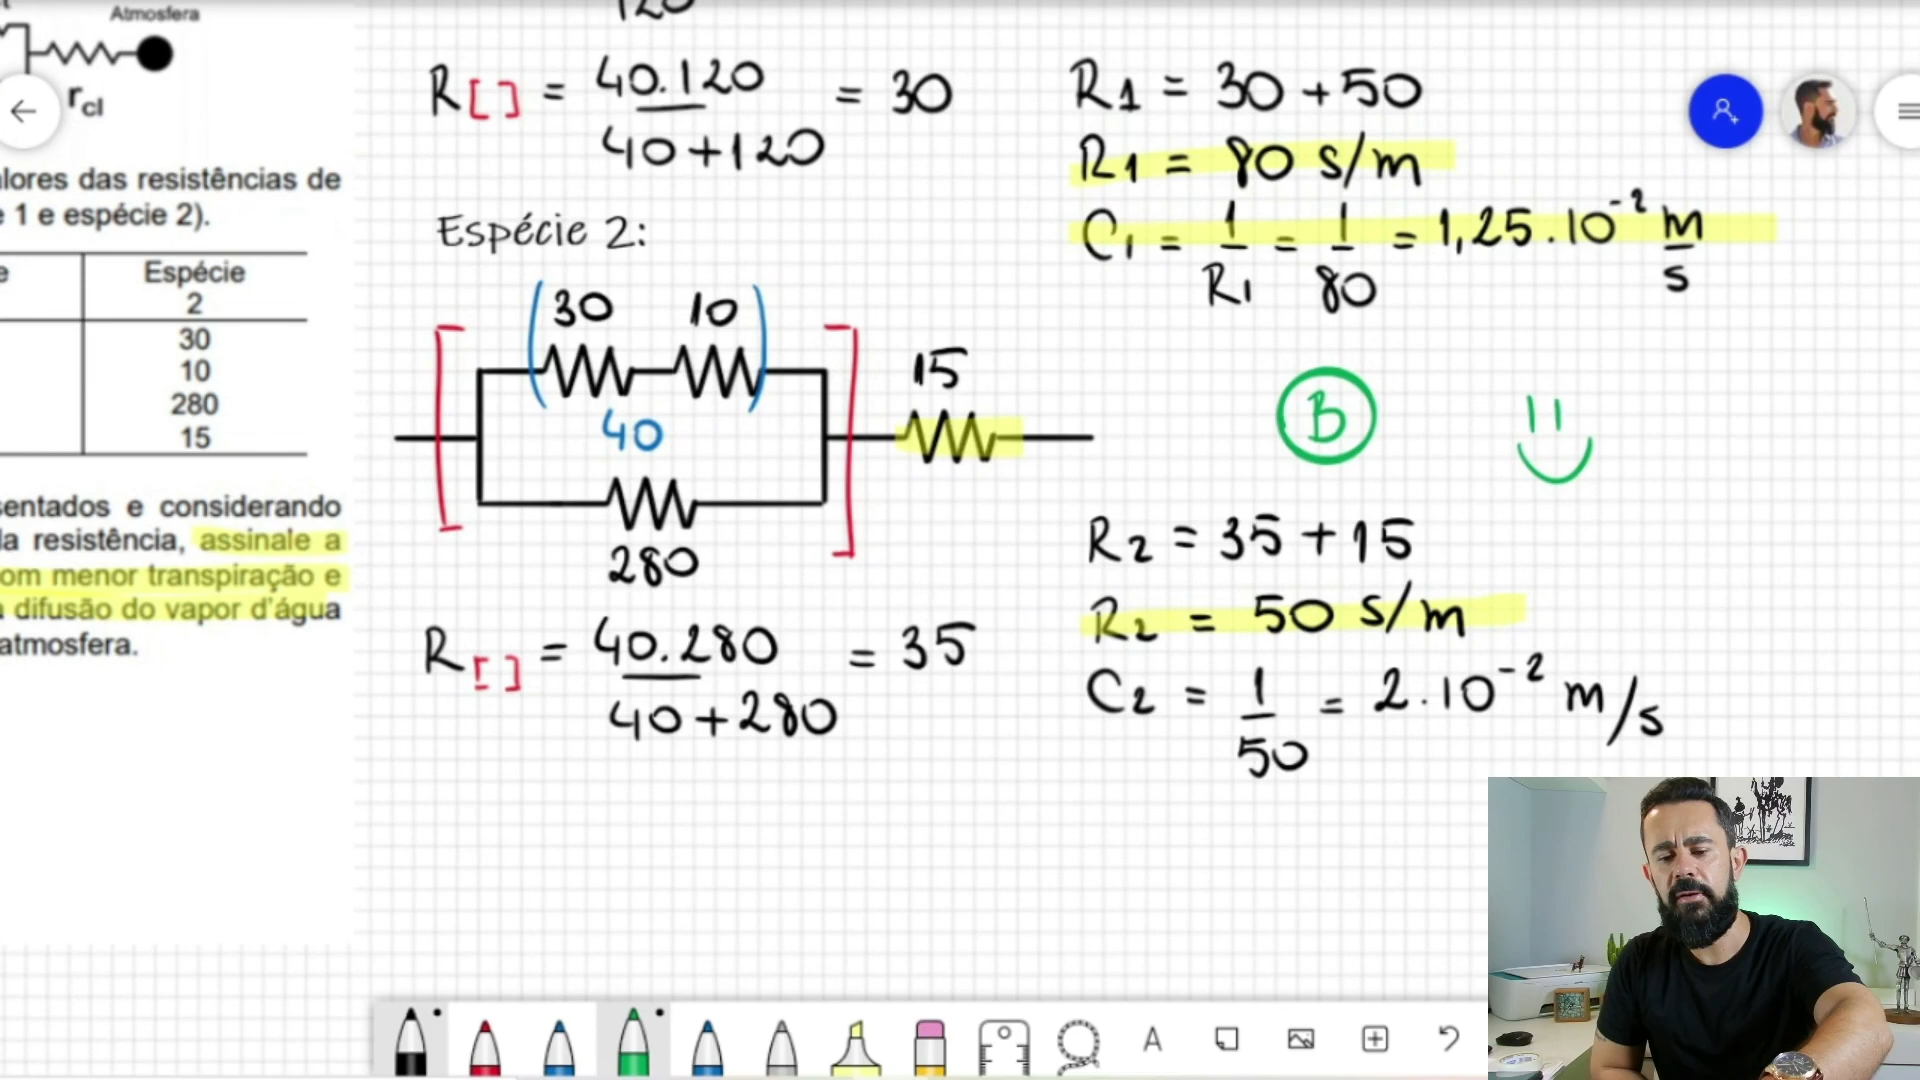 Atmosfera
rcl
lores das resistências de
1 e espécie 2).
e
Espécie
2
30
10
280
15
sentados e considerando
la resistência, assinale a
om menor transpiração e
difusão do vapor d'água
atmosfera.
120
R[] = 40.120 = 30
40+120
Espécie 2:
30 10
40
280
15
R[] = 40.280 = 35
40+280
R1 = 30+50
R1 = 80 s/m
C1 = 1 = 1 = 1,25.10-2 m
R1 80 s
B
R2 = 35+15
R2 = 50 s/m
C2 = 1 = 2.10-2 m/s
50
A